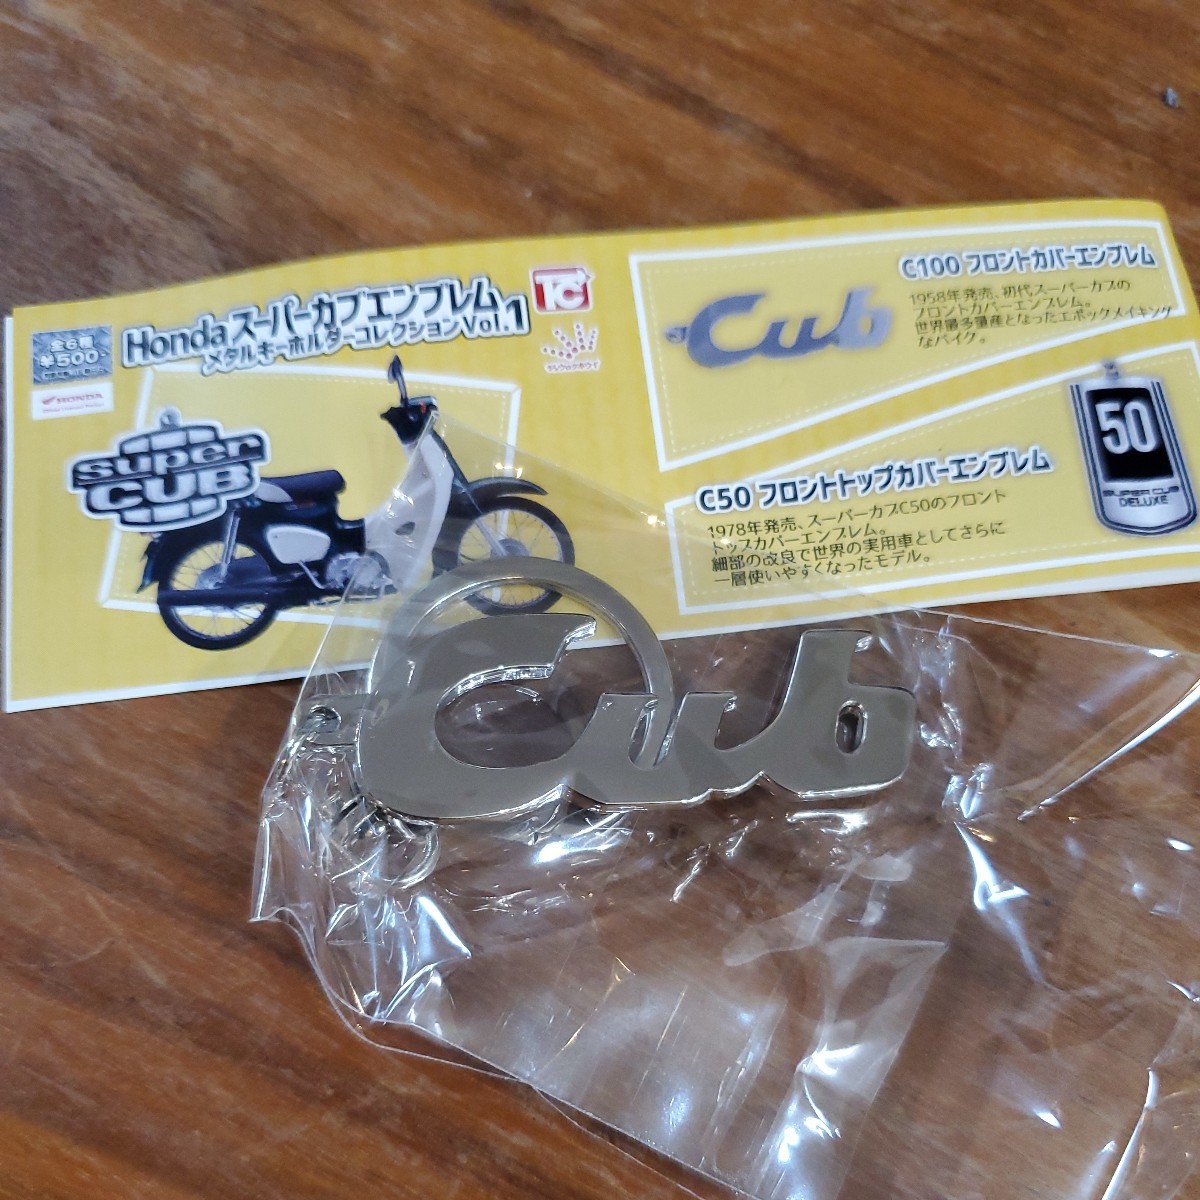 全6種
¥500
HONDA
Hondaスーパーカブエンブレム
メタルキーホルダーコレクションVol.1
TC
super
CUB
Cub
C100 フロントカバーエンブレム
1958年発売、初代スーパーカブの
フロントカバーエンブレム。
世界最多量産となったエポックメイキング
なバイク。
50
SUPER CUB
DELUXE
C50 フロントトップカバーエンブレム
1978年発売、スーパーカブC50のフロント
トップカバーエンブレム。
細部の改良で世界の実用車としてさらに
一層使いやすくなったモデル。
Cub